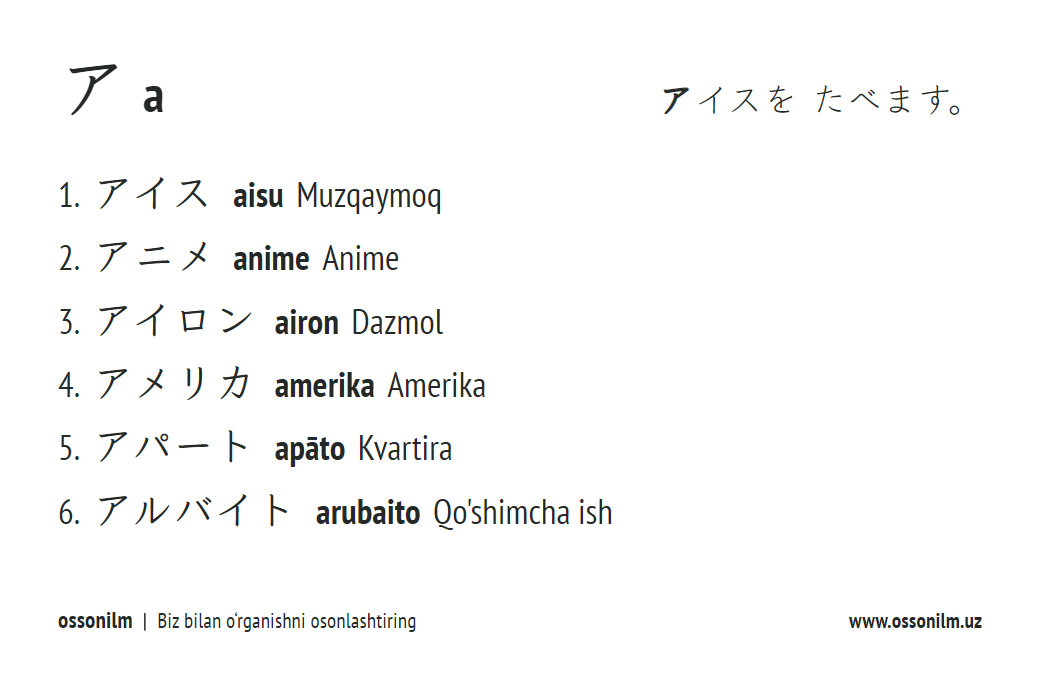 ア a
アイスを たべます。
1. アイス aisu Muzqaymoq
2. アニメ anime Anime
3. アイロン airon Dazmol
4. アメリカ amerika Amerika
5. アパート apāto Kvartira
6. アルバイト arubaito Qo'shimcha ish
ossonilm | Biz bilan o‘rganishni osonlashtiring
www.ossonilm.uz